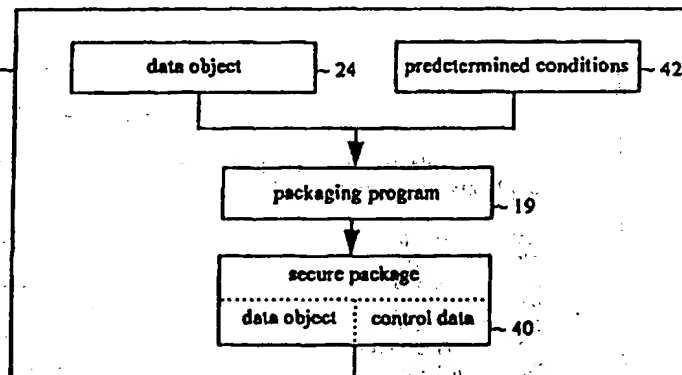 data object ~ 24 predetermined conditions ~ 42
packaging program ~ 19
secure package
data object control data ~ 40